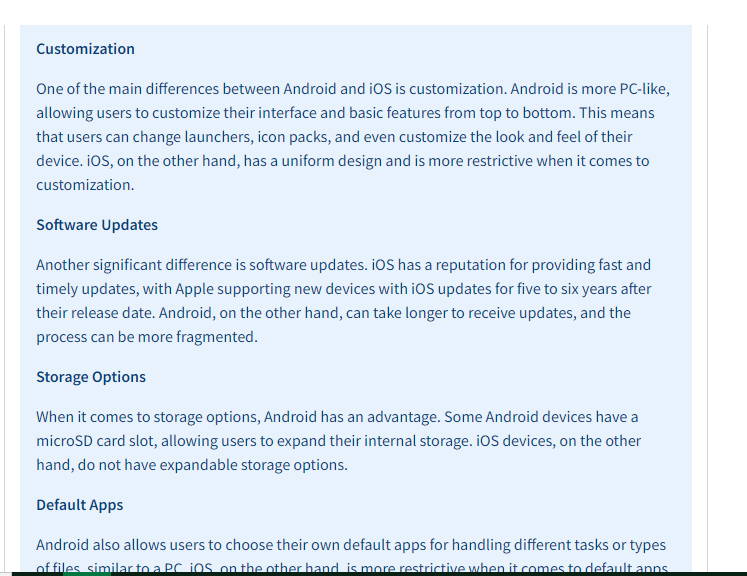 Customization
One of the main differences between Android and iOS is customization. Android is more PC-like,
allowing users to customize their interface and basic features from top to bottom. This means
that users can change launchers, icon packs, and even customize the look and feel of their
device. iOS, on the other hand, has a uniform design and is more restrictive when it comes to
customization.
Software Updates
Another significant difference is software updates. iOS has a reputation for providing fast and
timely updates, with Apple supporting new devices with iOS updates for five to six years after
their release date. Android, on the other hand, can take longer to receive updates, and the
process can be more fragmented.
Storage Options
When it comes to storage options, Android has an advantage. Some Android devices have a
microSD card slot, allowing users to expand their internal storage. iOS devices, on the other
hand, do not have expandable storage options.
Default Apps
Android also allows users to choose their own default apps for handling different tasks or types
of files, similar to a PC. iOS, on the other hand, is more restrictive when it comes to default apps